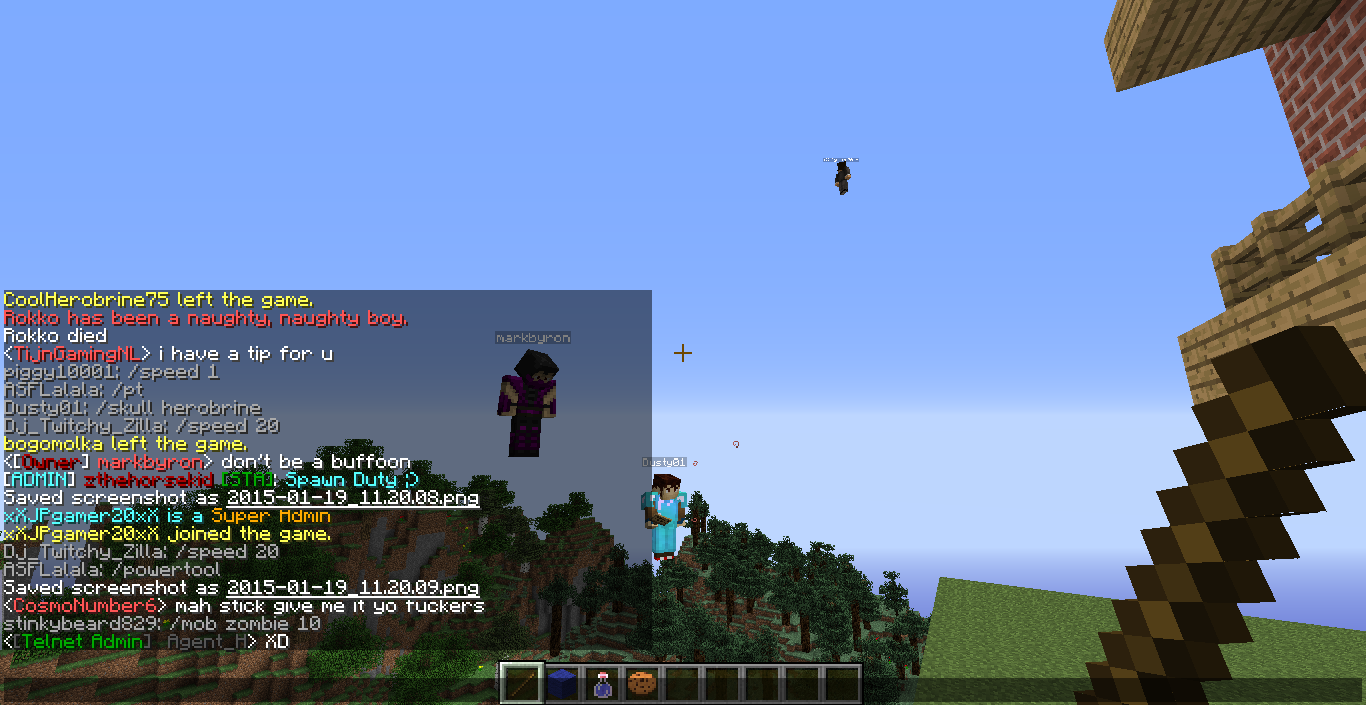 CoolHerobrine75 left the game.
Rokko has been a naughty, naughty boy.
Rokko died
<TijnGamingNL> i have a tip for u
piggy10001: /speed 1
ASFLalala: /pt
Dusty01: /skull herobrine
D.j_Twitchy_Zilla: /speed 20
bogomolka left the game.
<[Owner] markbyron> don't be a buffoon
[ADMIN] zthehorsekid [STA]: Spawn Duty ;)
Saved screenshot as 2015-01-19_11.20.08.png
xXJPgamer20xX is a Super Admin
xXJPgamer20xX joined the game.
D.j_Twitchy_Zilla: /speed 20
ASFLalala: /powertool
Saved screenshot as 2015-01-19_11.20.09.png
<CosmoNumber6> mah stick give me it yo fuckers
stinkybeard829: /mob zombie 10
<[Telnet Admin] Agent_H> XD
markbyron
Dusty01